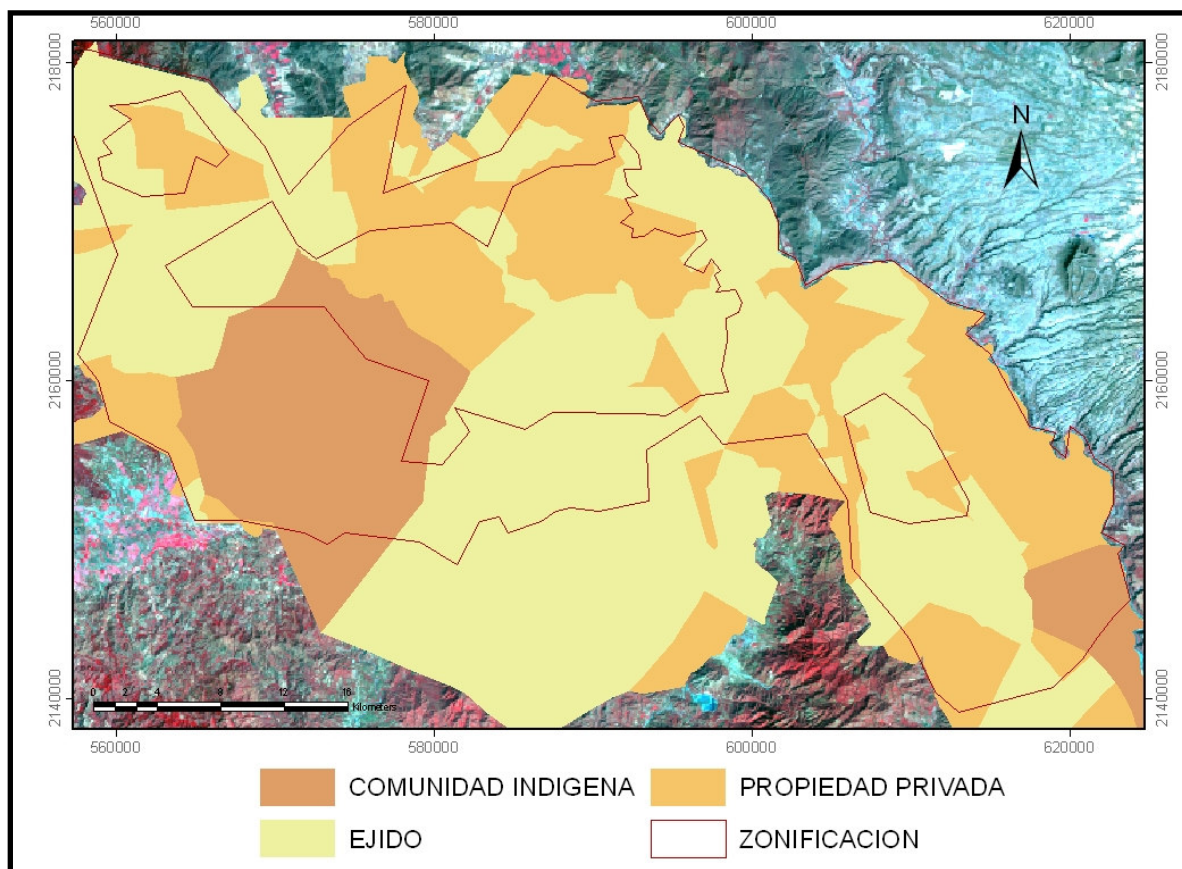 560000 580000 600000 620000
2180000 2180000
N
2160000 2160000
2140000 2140000
0 2 4 8 12 16
Kilometers
560000 580000 600000 620000
COMUNIDAD INDIGENA PROPIEDAD PRIVADA
EJIDO ZONIFICACION